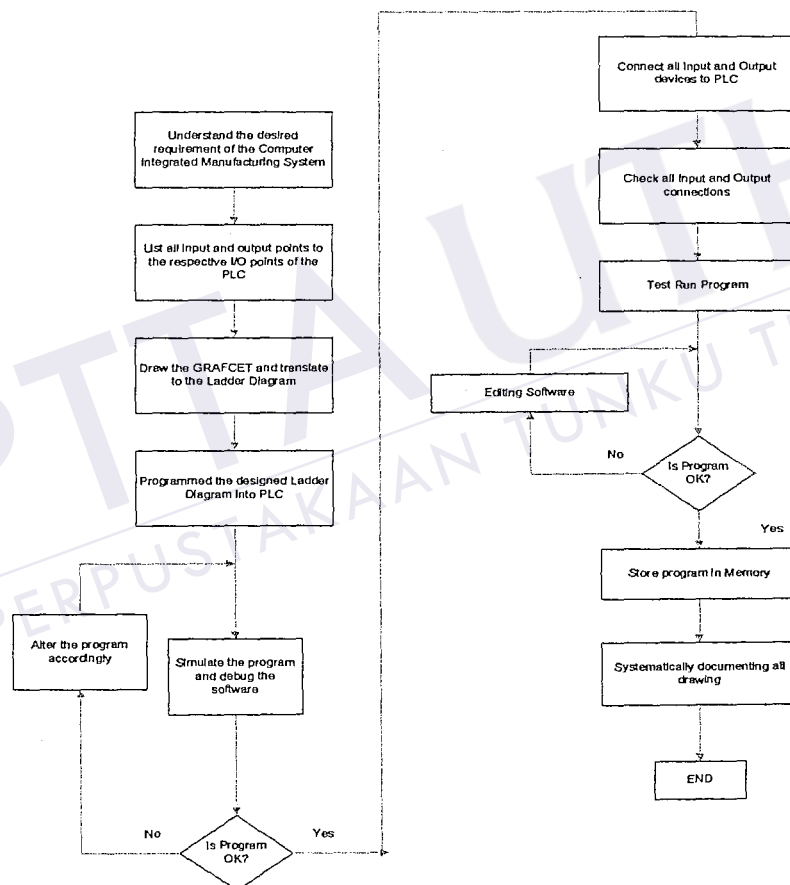 Understand the desired
requirement of the Computer
Integrated Manufacturing System
List all input and output points to
the respective I/O points of the
PLC
Draw the GRAFCET and translate
to the Ladder Diagram
Programmed the designed Ladder
Diagram into PLC
Alter the program
accordingly
Simulate the program
and debug the
software
No
Is Program
OK?
Yes
Connect all Input and Output
devices to PLC
Check all Input and Output
connections
Test Run Program
Editing Software
No
Is Program
OK?
Yes
Store program in Memory
Systematically documenting all
drawing
END
PTTA UTH
PERPUSTAKAAN TUNKU T